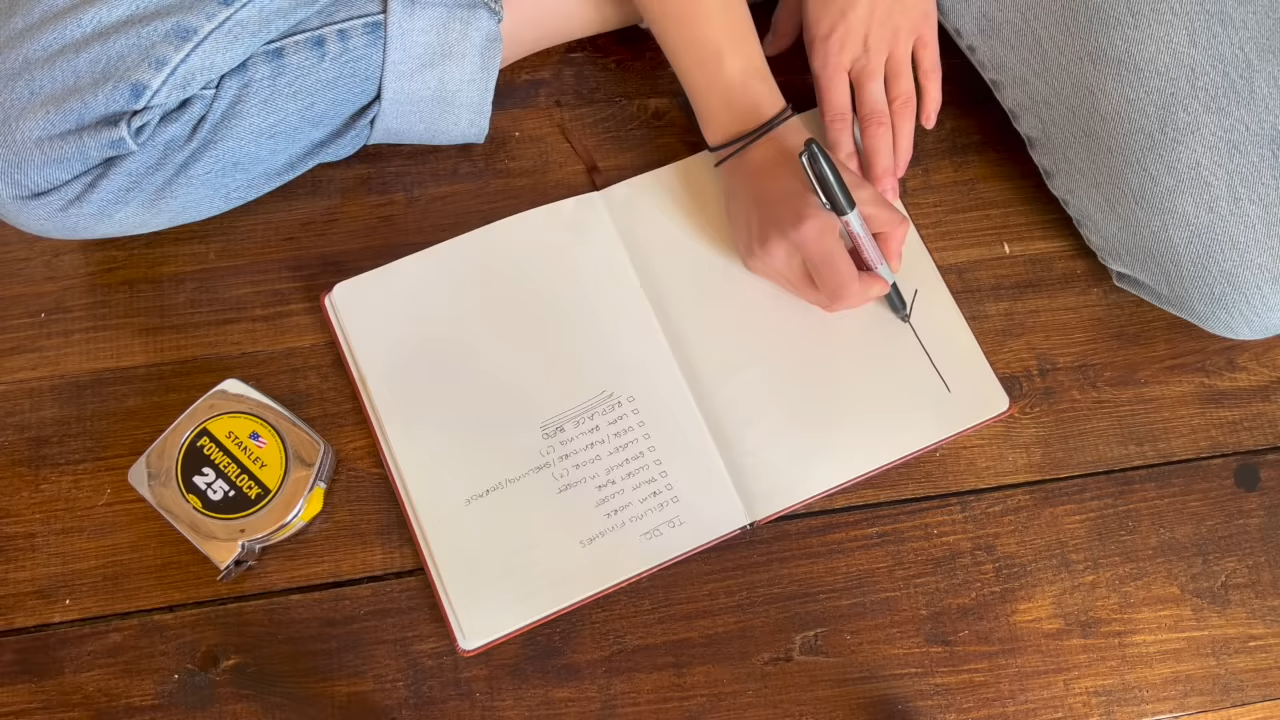 TO DO:
☐ CEILING FINISHES
☐ TRIM WORK
☐ PAINT CLOSET
☐ CLOSET BAR
☐ STORAGE IN CLOSET
☐ CLOSET DOOR (?)
☐ DESK/FURNITURE/SHELVING/STORAGE
☐ LOFT RAILING (?)
☐ REPLACE BED
STANLEY
POWERLOCK
25'